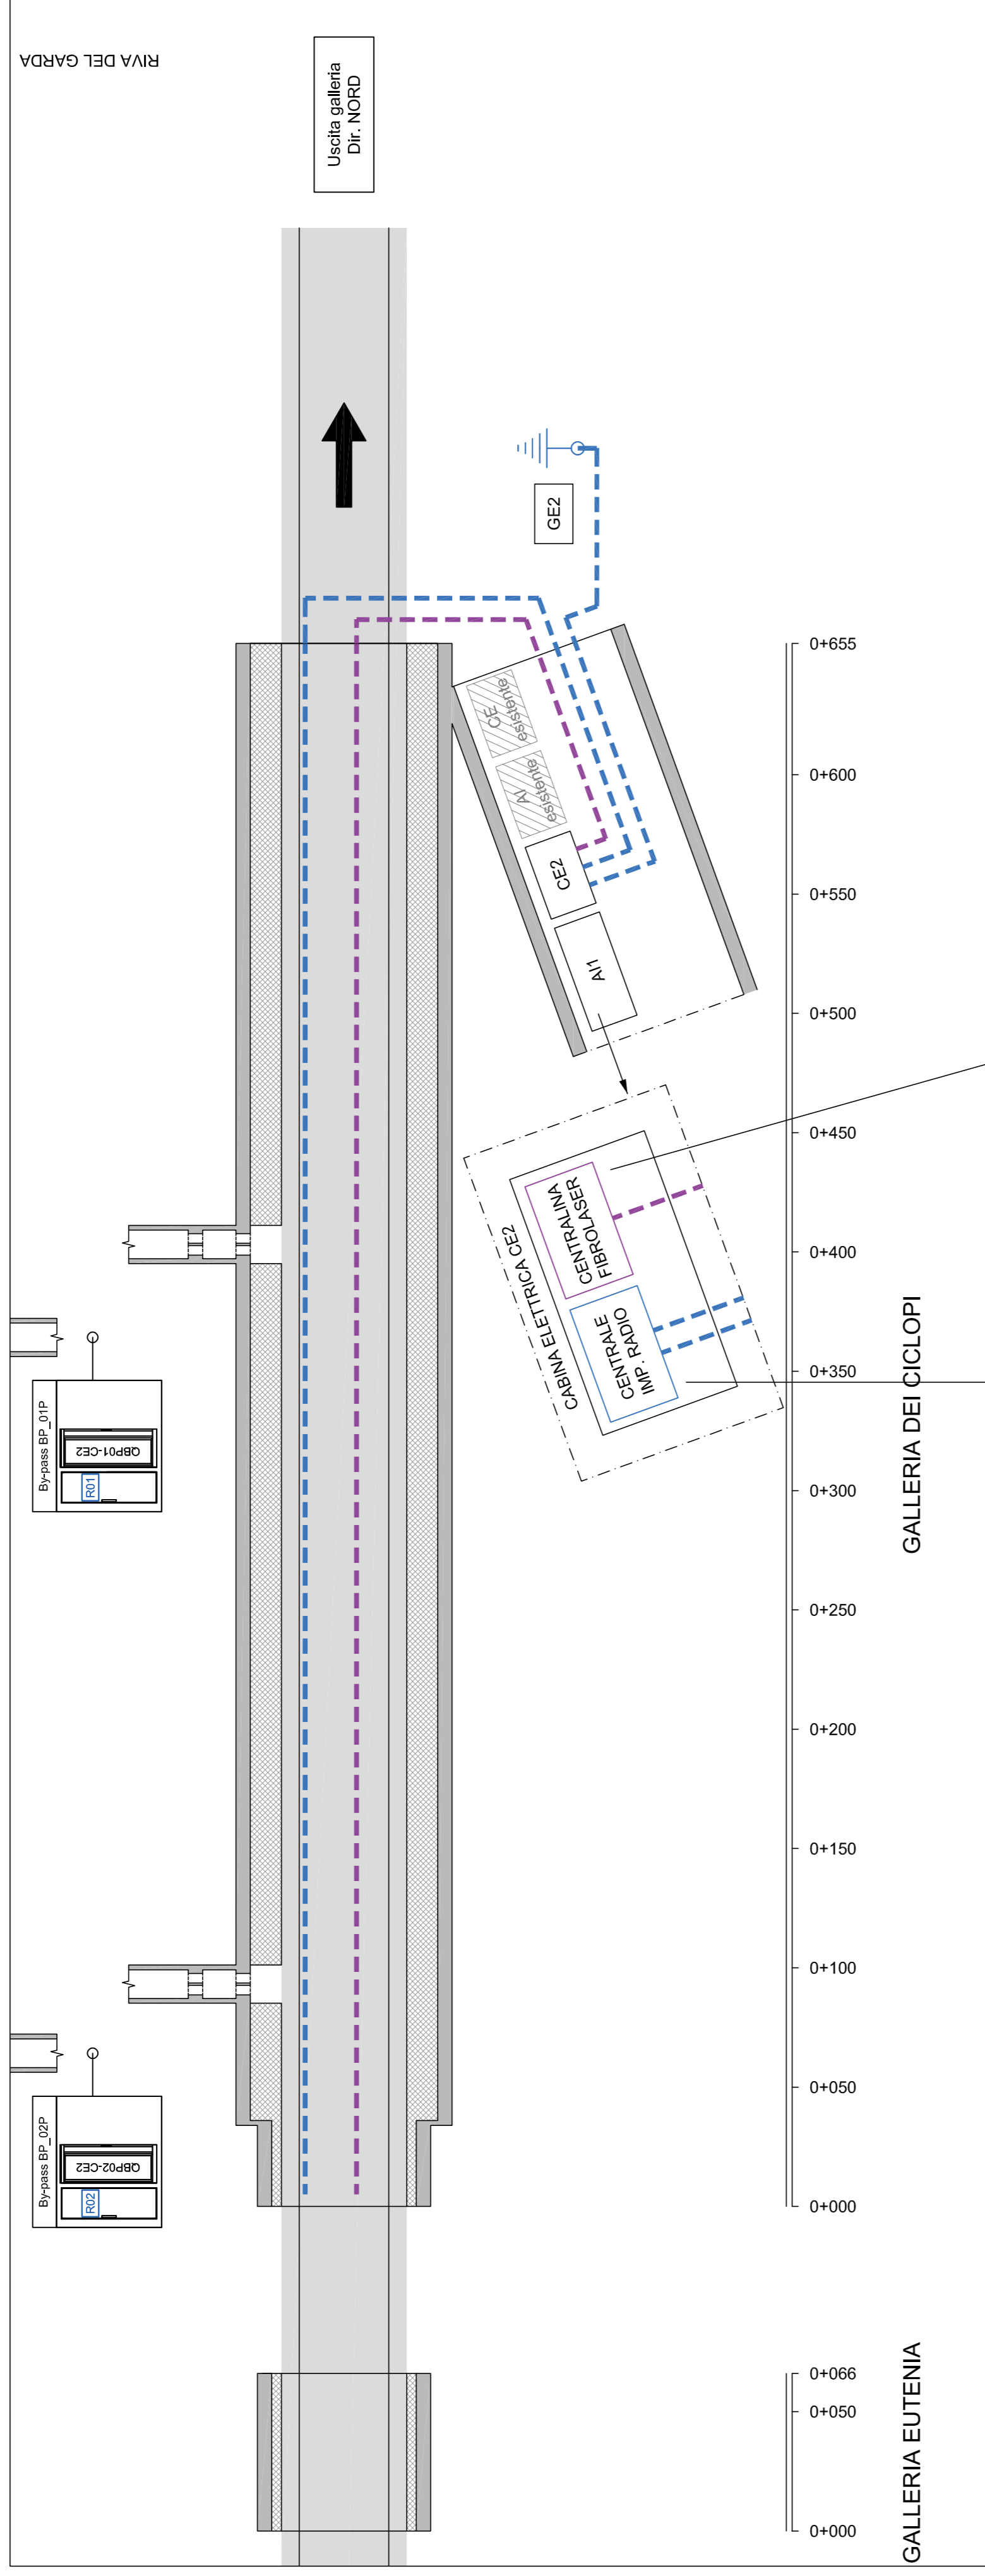 RIVA DEL GARDA
Uscita galleria
Dir. NORD
GE2
CE
esistente
AI
esistente
CE2
AI1
CABINA ELETTRICA CE2
CENTRALINA
FIBROLASER
CENTRALE
IMP. RADIO
By-pass BP_01P
QBP01-CE2
R01
By-pass BP_02P
QBP02-CE2
R02
0+655
0+600
0+550
0+500
0+450
0+400
0+350
0+300
0+250
0+200
0+150
0+100
0+050
0+000
GALLERIA DEI CICLOPI
0+066
0+050
0+000
GALLERIA EUTENIA